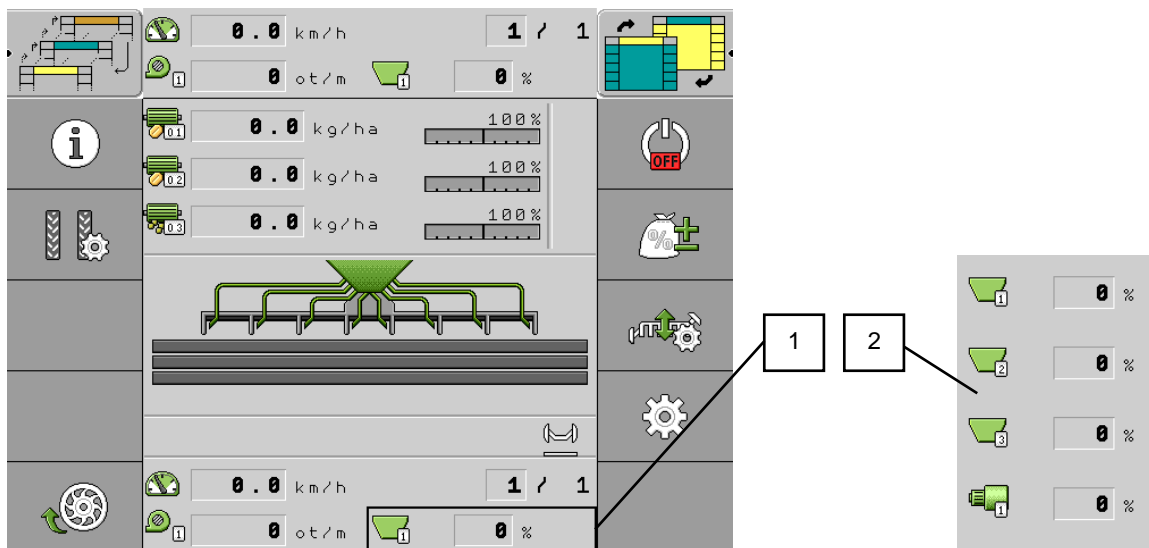 0.0 km/h 1 / 1
1 0 ot/m 1 0 %
i
01 0.0 kg/ha 100%
OFF
02 0.0 kg/ha 100%
03 0.0 kg/ha 100%
%
1 0 %
1 2
2 0 %
3 0 %
0.0 km/h 1 / 1
1 0 ot/m 1 0 %
1 0 %